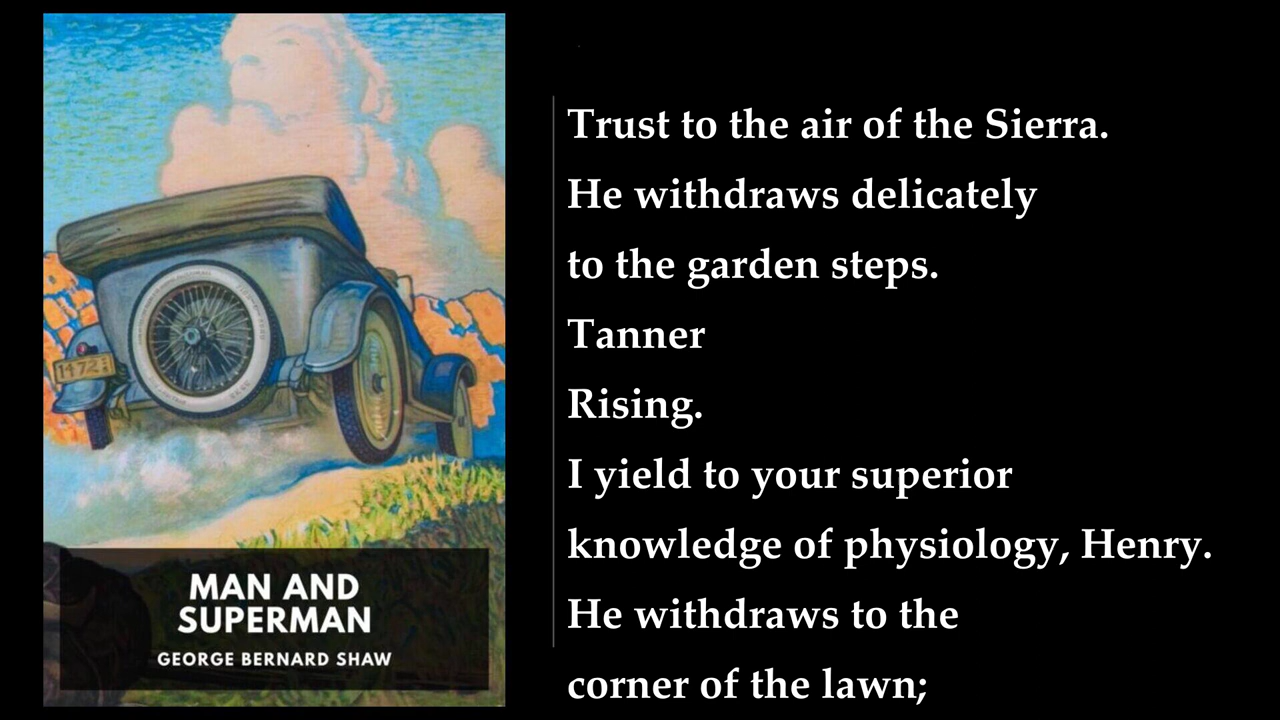 Trust to the air of the Sierra.
He withdraws delicately
to the garden steps.
Tanner
Rising.
I yield to your superior
knowledge of physiology, Henry.
He withdraws to the
corner of the lawn;
1472
MAN AND
SUPERMAN
GEORGE BERNARD SHAW